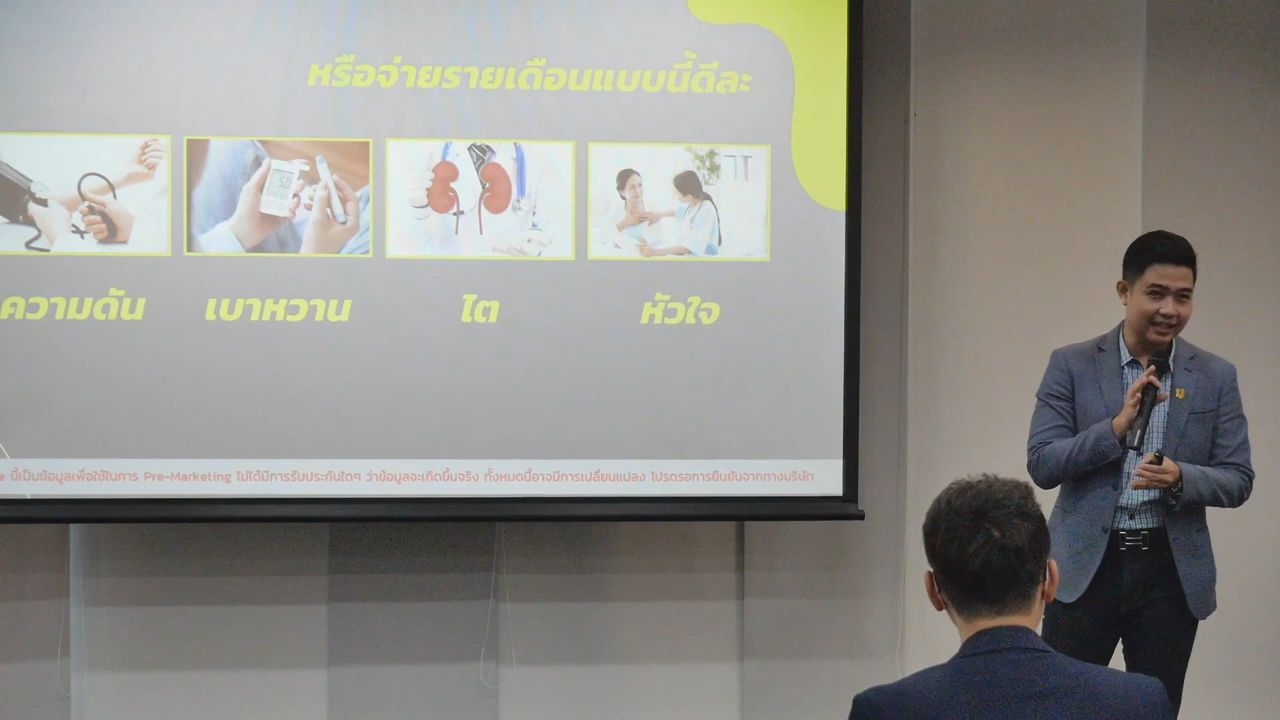 หรือจ่ายรายเดือนแบบนี้ดีละ
5.0
ความดัน เบาหวาน ไต หัวใจ
นี้เป็นข้อมูลเพื่อใช้ในการ Pre-Marketing ไม่ได้มีการรับประกันใดๆ ว่าข้อมูลจะเกิดขึ้นจริง ทั้งหมดนี้อาจมีการเปลี่ยนแปลง โปรดรอการยืนยันจากทางบริษัท